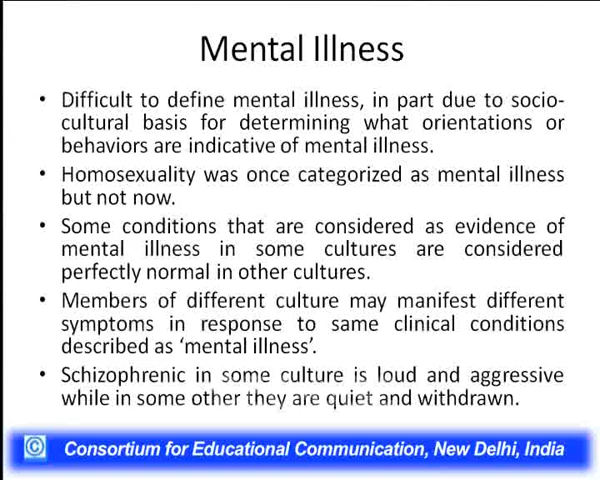 Mental Illness
• Difficult to define mental illness, in part due to socio-
cultural basis for determining what orientations or
behaviors are indicative of mental illness.
• Homosexuality was once categorized as mental illness
but not now.
• Some conditions that are considered as evidence of
mental illness in some cultures are considered
perfectly normal in other cultures.
• Members of different culture may manifest different
symptoms in response to same clinical conditions
described as ‘mental illness’.
• Schizophrenic in some culture is loud and aggressive
while in some other they are quiet and withdrawn.
© Consortium for Educational Communication, New Delhi, India